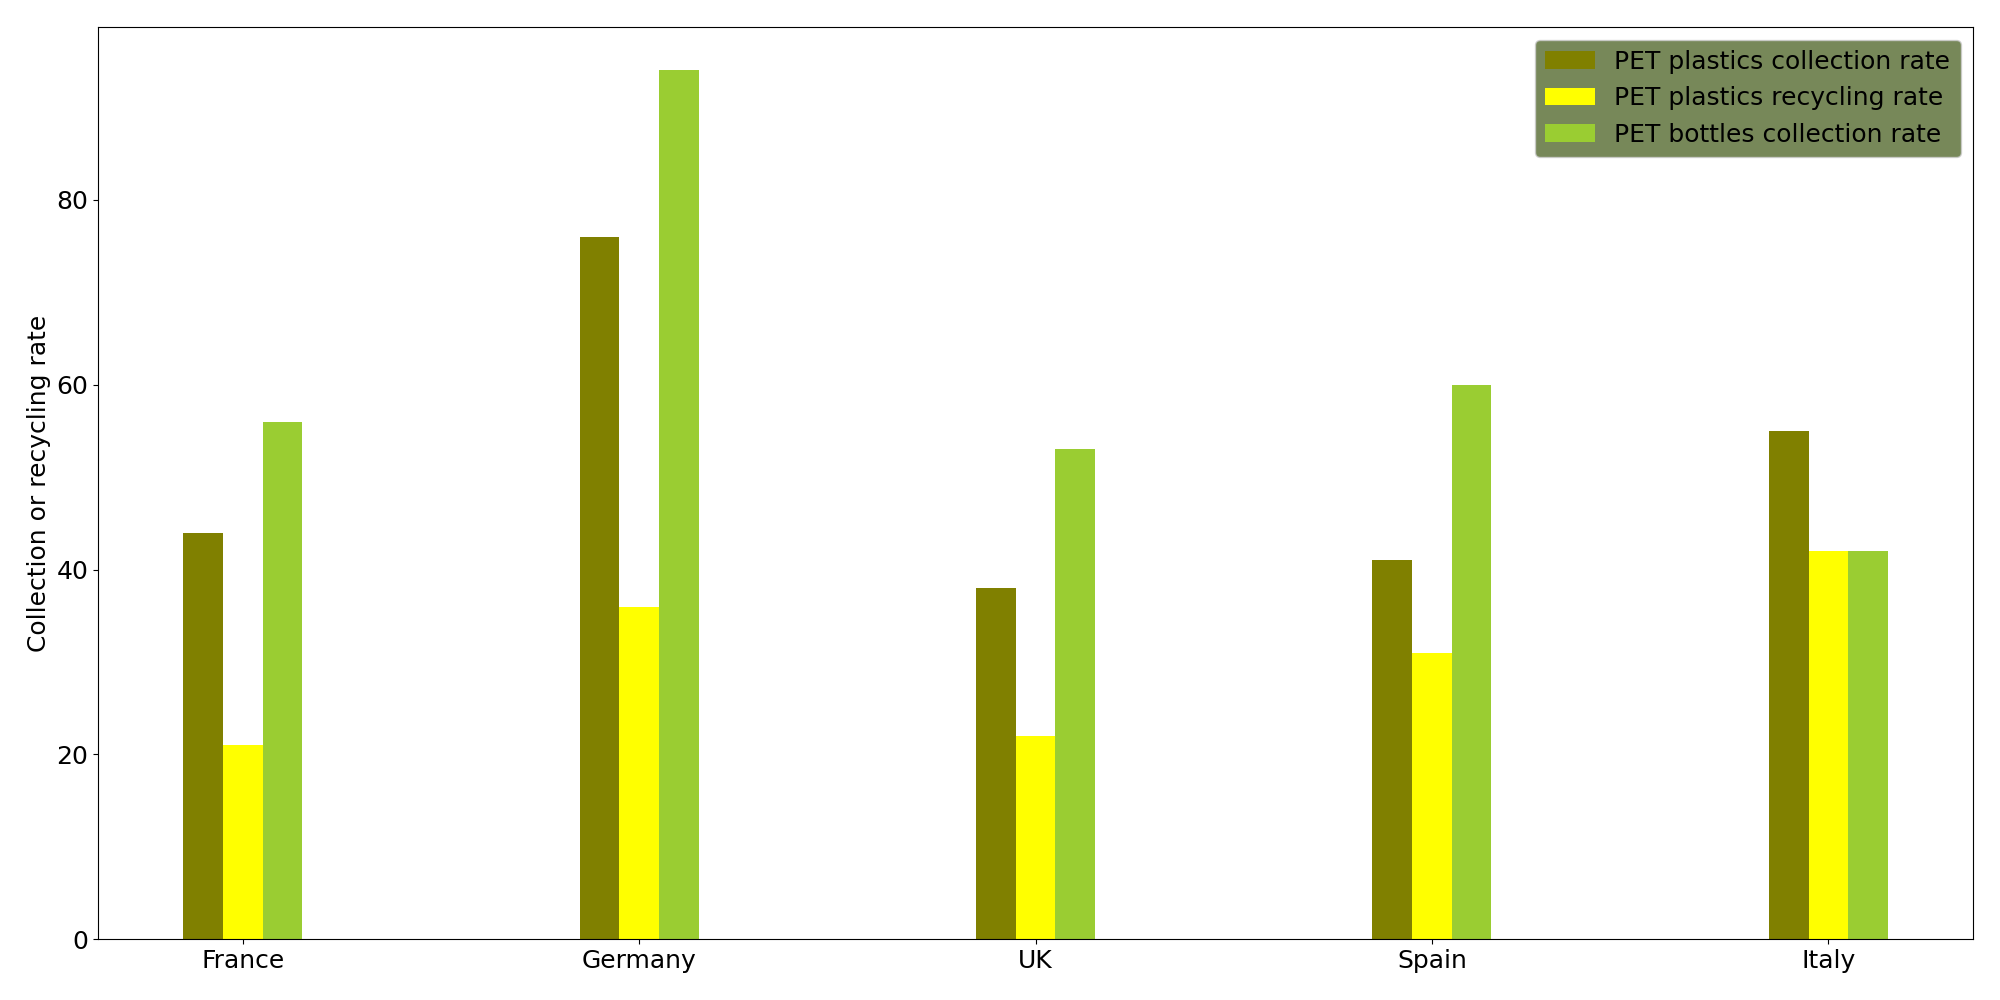 PET plastics collection rate
PET plastics recycling rate
PET bottles collection rate
Collection or recycling rate
80
60
40
20
0
France
Germany
UK
Spain
Italy